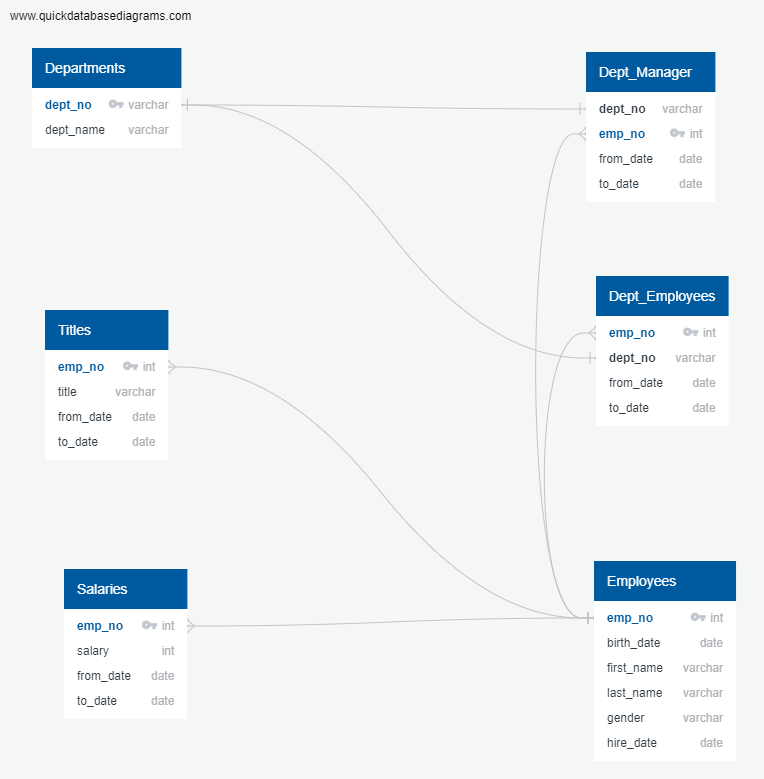 www.quickdatabasediagrams.com
Departments
dept_no varchar
dept_name varchar
Dept_Manager
dept_no varchar
emp_no int
from_date date
to_date date
Dept_Employees
emp_no int
dept_no varchar
from_date date
to_date date
Titles
emp_no int
title varchar
from_date date
to_date date
Salaries
emp_no int
salary int
from_date date
to_date date
Employees
emp_no int
birth_date date
first_name varchar
last_name varchar
gender varchar
hire_date date